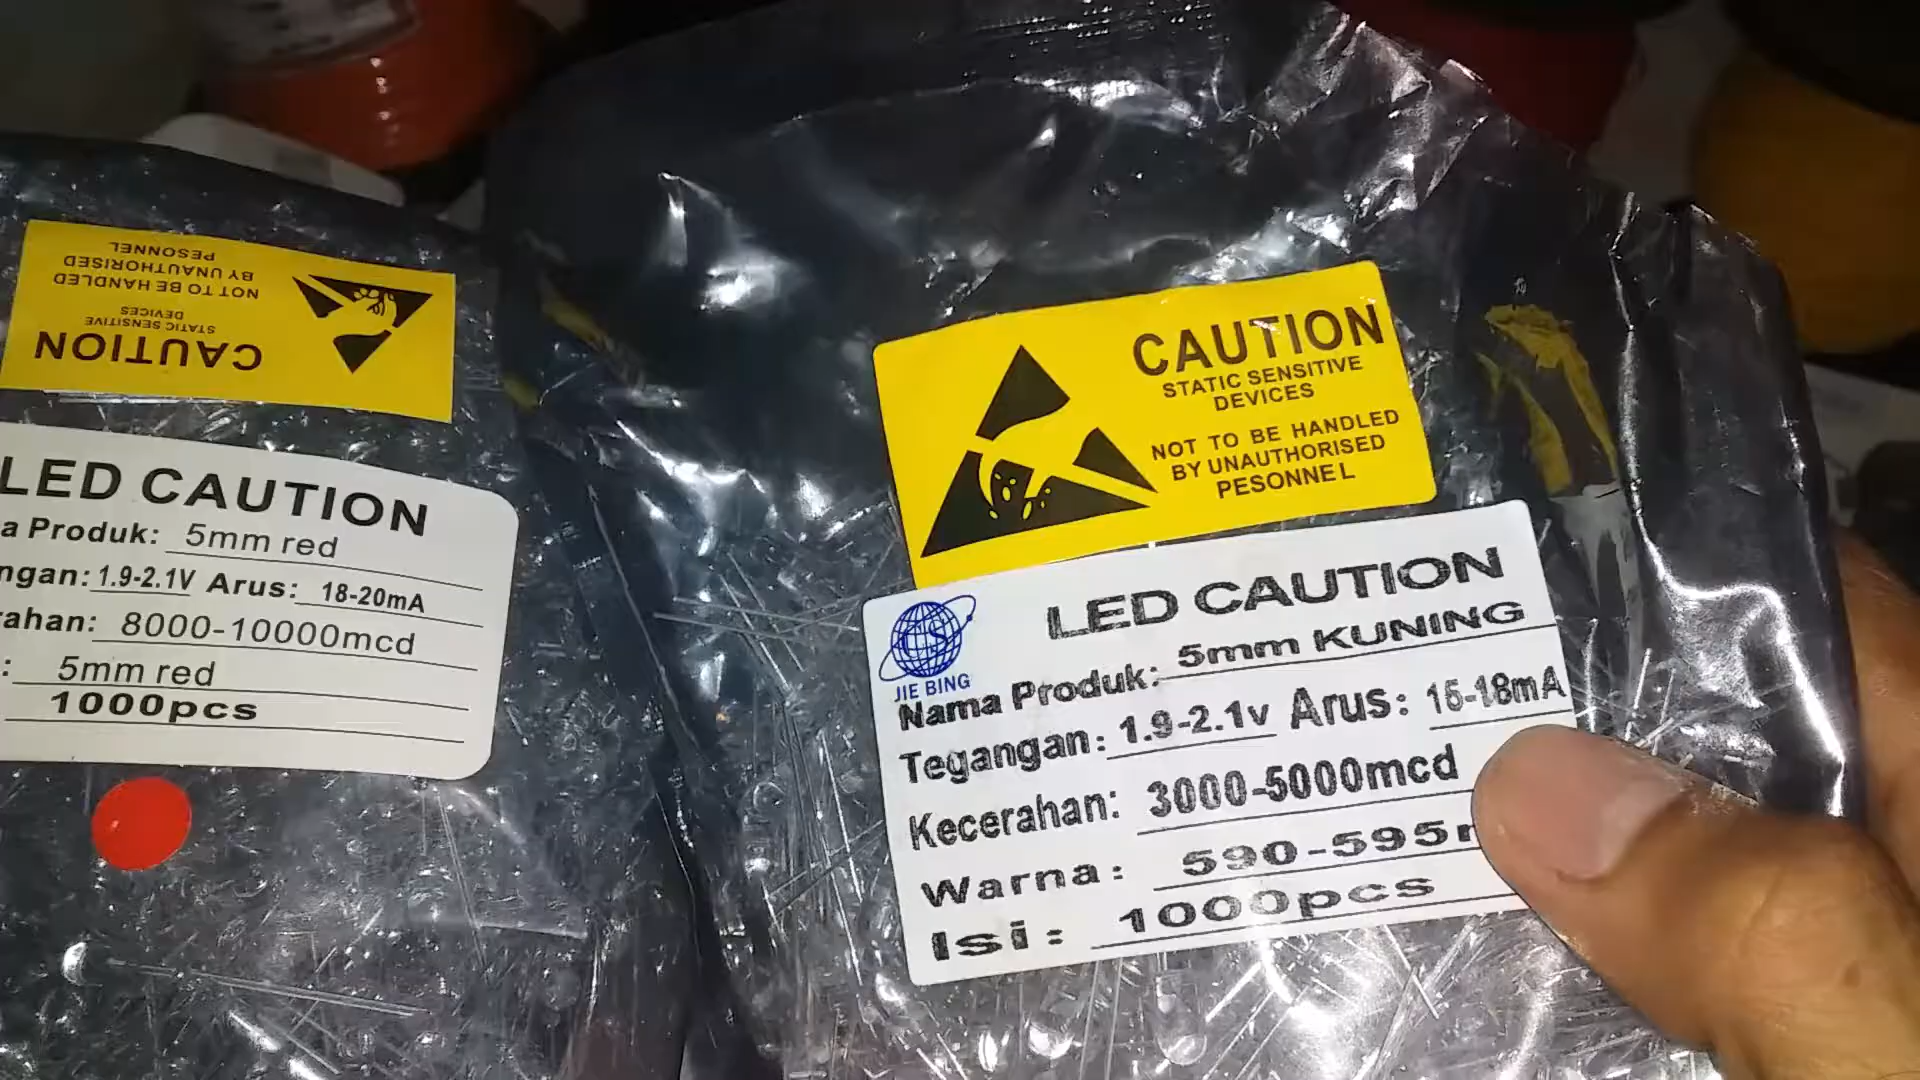 CAUTION
STATIC SENSITIVE
DEVICES
NOT TO BE HANDLED
BY UNAUTHORISED
PESONNEL
LED CAUTION
a Produk: 5mm red
ngan: 1.9-2.1V Arus: 18-20mA
rahan: 8000-10000mcd
: 5mm red
1000pcs
CAUTION
STATIC SENSITIVE
DEVICES
NOT TO BE HANDLED
BY UNAUTHORISED
PESONNEL
JIE BING
LED CAUTION
Nama Produk: 5mm KUNING
Tegangan: 1.9-2.1v Arus: 15-18mA
Kecerahan: 3000-5000mcd
Warna: 590-595
Isi: 1000pcs